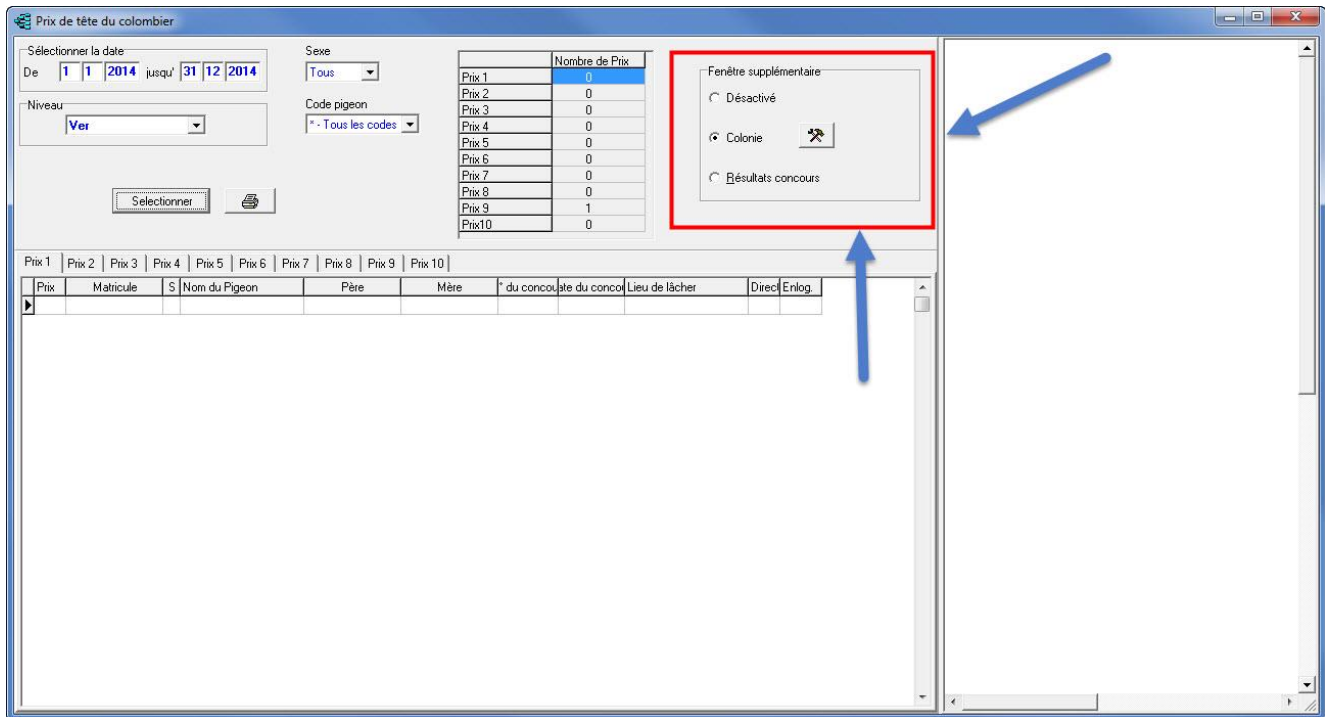 Prix de tête du colombier
Sélectionner la date
De 1 1 2014 jusqu' 31 12 2014
Niveau
Ver
Sexe
Tous
Code pigeon
* - Tous les codes
Selectionner
Nombre de Prix
Prix 1 0
Prix 2 0
Prix 3 0
Prix 4 0
Prix 5 0
Prix 6 0
Prix 7 0
Prix 8 0
Prix 9 1
Prix10 0
Fenêtre supplémentaire
Désactivé
Colonie
Résultats concours
Prix 1 Prix 2 Prix 3 Prix 4 Prix 5 Prix 6 Prix 7 Prix 8 Prix 9 Prix 10
Prix Matricule S Nom du Pigeon Père Mère * du concou ate du concou Lieu de lâcher Direct Enlog.